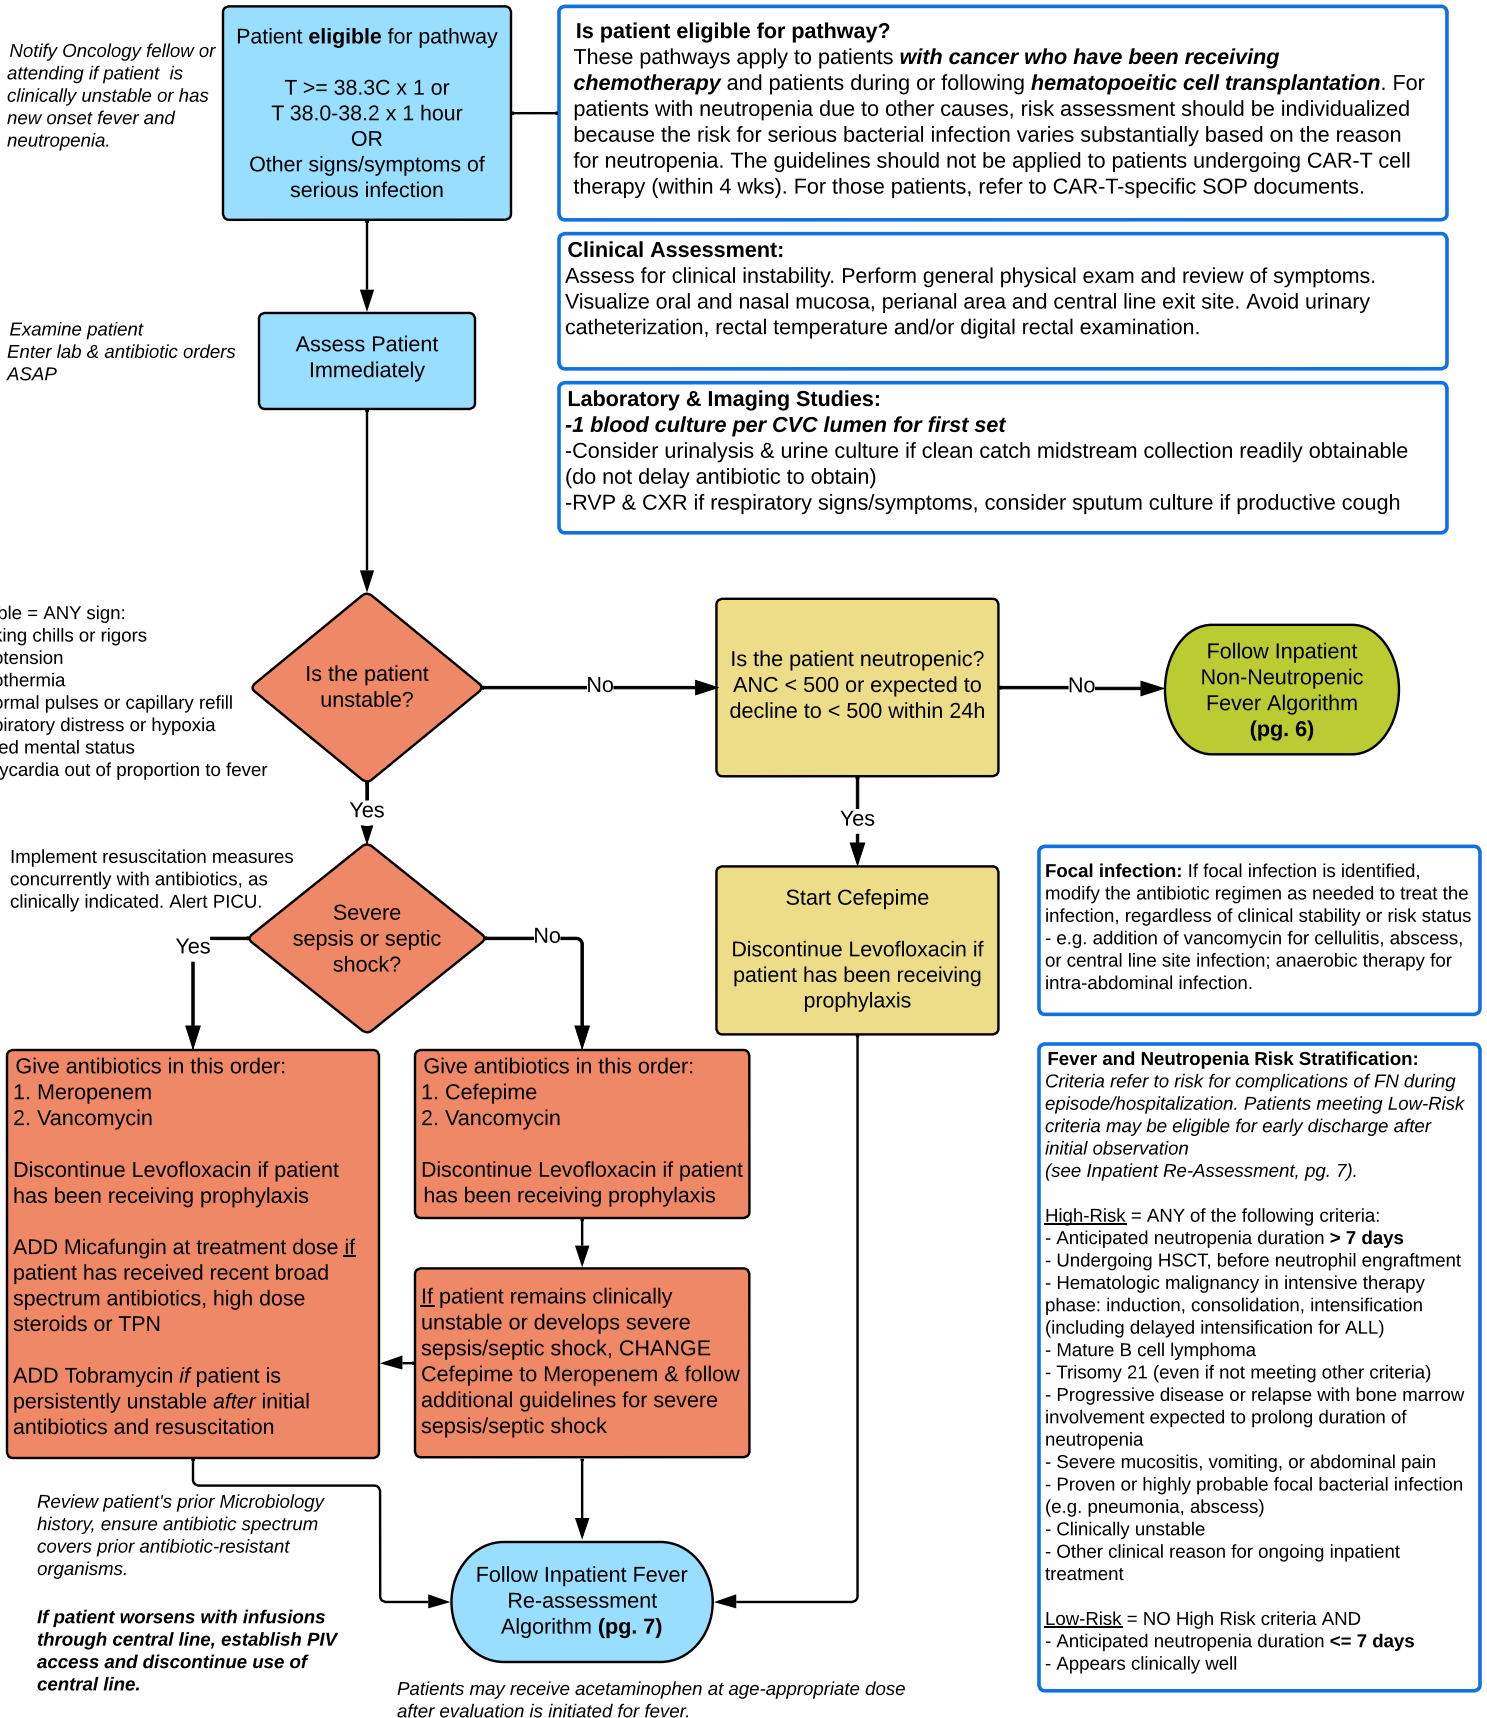 Notify Oncology fellow or
attending if patient is
clinically unstable or has
new onset fever and
neutropenia.
Patient eligible for pathway
T >= 38.3C x 1 or
T 38.0-38.2 x 1 hour
OR
Other signs/symptoms of
serious infection
Is patient eligible for pathway?
These pathways apply to patients with cancer who have been receiving
chemotherapy and patients during or following hematopoeitic cell transplantation. For
patients with neutropenia due to other causes, risk assessment should be individualized
because the risk for serious bacterial infection varies substantially based on the reason
for neutropenia. The guidelines should not be applied to patients undergoing CAR-T cell
therapy (within 4 wks). For those patients, refer to CAR-T-specific SOP documents.
Clinical Assessment:
Assess for clinical instability. Perform general physical exam and review of symptoms.
Visualize oral and nasal mucosa, perianal area and central line exit site. Avoid urinary
catheterization, rectal temperature and/or digital rectal examination.
Examine patient
Enter lab & antibiotic orders
ASAP
Assess Patient
Immediately
Laboratory & Imaging Studies:
-1 blood culture per CVC lumen for first set
-Consider urinalysis & urine culture if clean catch midstream collection readily obtainable
(do not delay antibiotic to obtain)
-RVP & CXR if respiratory signs/symptoms, consider sputum culture if productive cough
= ANY sign:
chills or rigors
pulses or capillary refill
distress or hypoxia
mental status
out of proportion to fever
Is the patient
unstable?
No
Is the patient neutropenic?
ANC < 500 or expected to
decline to < 500 within 24h
No
Follow Inpatient
Non-Neutropenic
Fever Algorithm
(pg. 6)
Yes
Yes
Implement resuscitation measures
concurrently with antibiotics, as
clinically indicated. Alert PICU.
Severe
sepsis or septic
shock?
Yes
No
Start Cefepime
Discontinue Levofloxacin if
patient has been receiving
prophylaxis
Focal infection: If focal infection is identified,
modify the antibiotic regimen as needed to treat the
infection, regardless of clinical stability or risk status
- e.g. addition of vancomycin for cellulitis, abscess,
or central line site infection; anaerobic therapy for
intra-abdominal infection.
Give antibiotics in this order:
1. Meropenem
2. Vancomycin
Discontinue Levofloxacin if patient
has been receiving prophylaxis
ADD Micafungin at treatment dose if
patient has received recent broad
spectrum antibiotics, high dose
steroids or TPN
ADD Tobramycin if patient is
persistently unstable after initial
antibiotics and resuscitation
Give antibiotics in this order:
1. Cefepime
2. Vancomycin
Discontinue Levofloxacin if patient
has been receiving prophylaxis
If patient remains clinically
unstable or develops severe
sepsis/septic shock, CHANGE
Cefepime to Meropenem & follow
additional guidelines for severe
sepsis/septic shock
Fever and Neutropenia Risk Stratification:
Criteria refer to risk for complications of FN during
episode/hospitalization. Patients meeting Low-Risk
criteria may be eligible for early discharge after
initial observation
(see Inpatient Re-Assessment, pg. 7).
High-Risk = ANY of the following criteria:
- Anticipated neutropenia duration > 7 days
- Undergoing HSCT, before neutrophil engraftment
- Hematologic malignancy in intensive therapy
phase: induction, consolidation, intensification
(including delayed intensification for ALL)
- Mature B cell lymphoma
- Trisomy 21 (even if not meeting other criteria)
- Progressive disease or relapse with bone marrow
involvement expected to prolong duration of
neutropenia
- Severe mucositis, vomiting, or abdominal pain
- Proven or highly probable focal bacterial infection
(e.g. pneumonia, abscess)
- Clinically unstable
- Other clinical reason for ongoing inpatient
treatment
Low-Risk = NO High Risk criteria AND
- Anticipated neutropenia duration <= 7 days
- Appears clinically well
Review patient's prior Microbiology
history, ensure antibiotic spectrum
covers prior antibiotic-resistant
organisms.
If patient worsens with infusions
through central line, establish PIV
access and discontinue use of
central line.
Follow Inpatient Fever
Re-assessment
Algorithm (pg. 7)
Patients may receive acetaminophen at age-appropriate dose
after evaluation is initiated for fever.